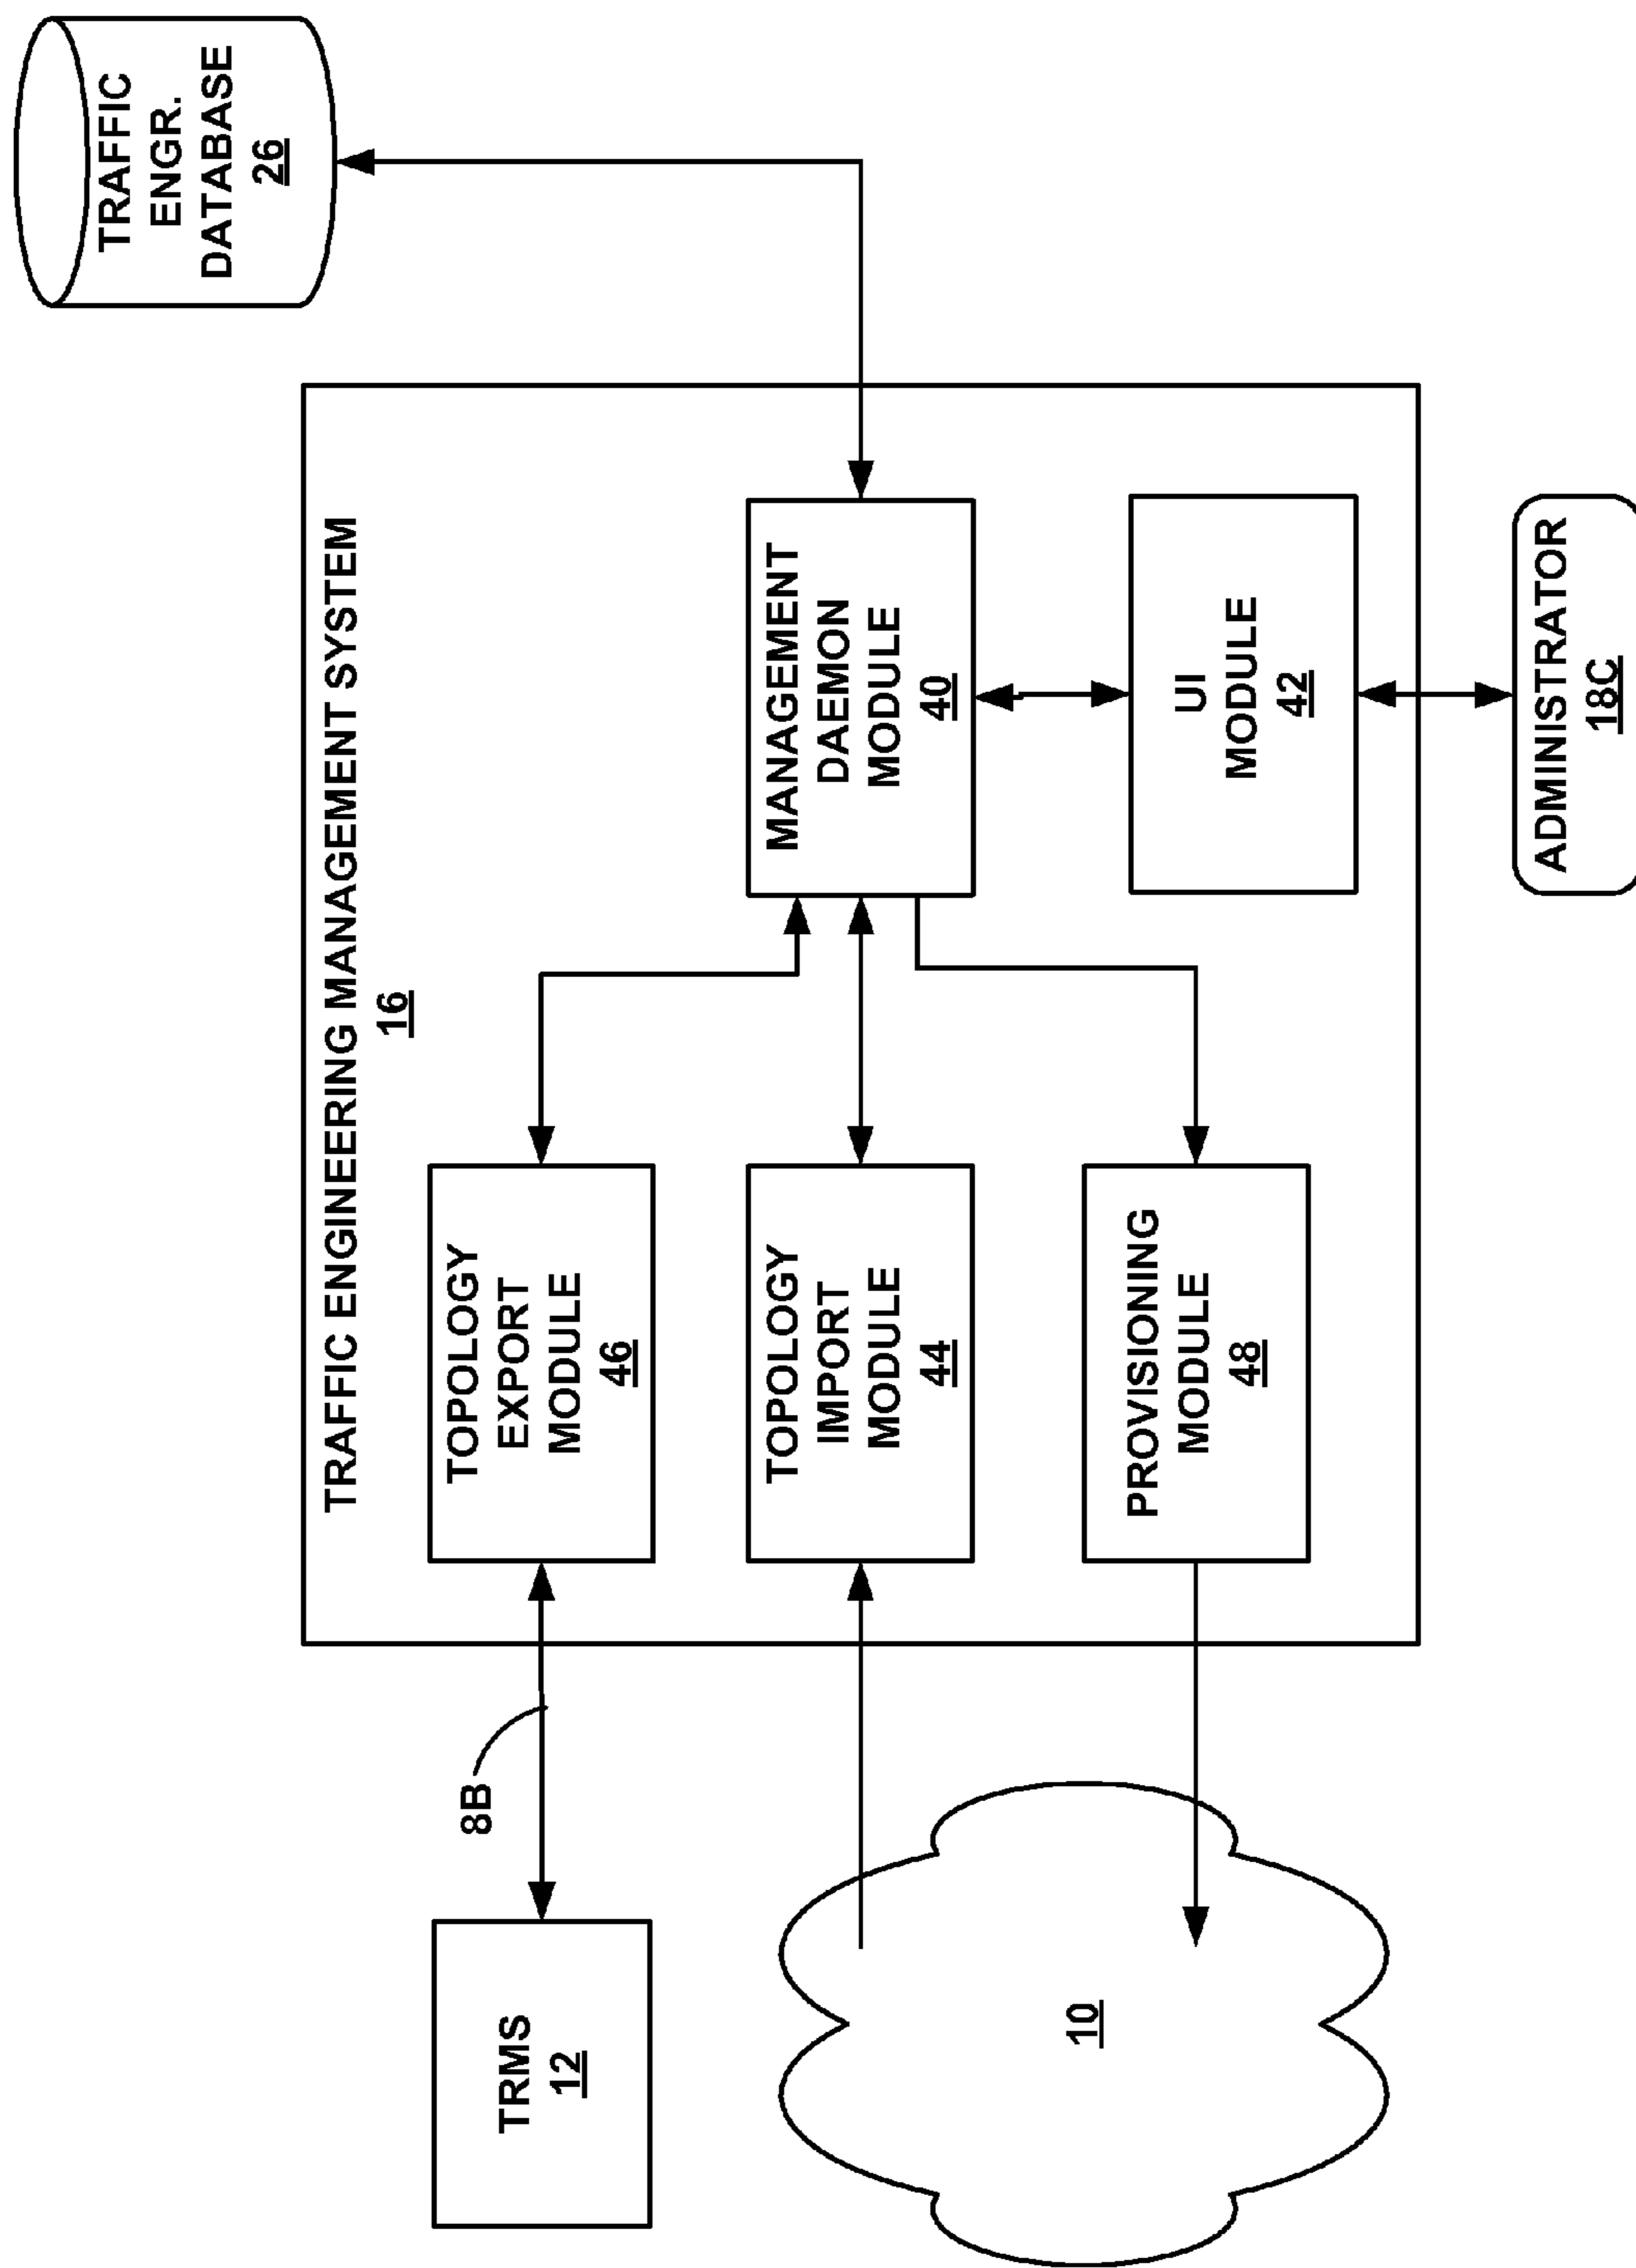 TRAFFIC
ENGR.
DATABASE
26
TRAFFIC ENGINEERING MANAGEMENT SYSTEM
16
TRMS
12
8B
TOPOLOGY
EXPORT
MODULE
46
MANAGEMENT
DAEMON
MODULE
40
TOPOLOGY
IMPORT
MODULE
44
10
PROVISIONING
MODULE
48
UI
MODULE
42
ADMINISTRATOR
18C